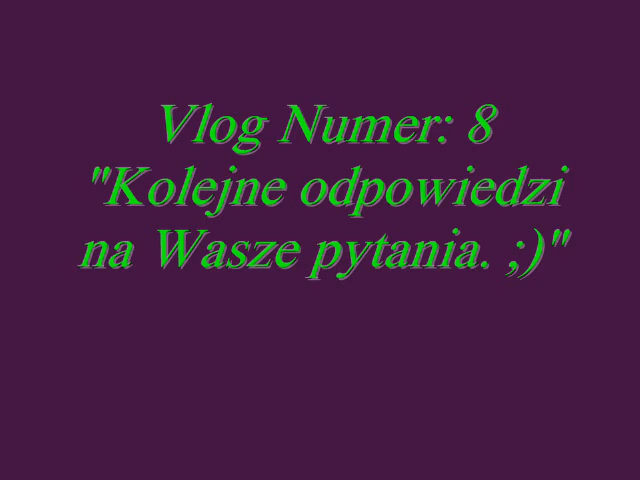 Vlog Numer: 8
"Kolejne odpowiedzi
na Wasze pytania. ;)"